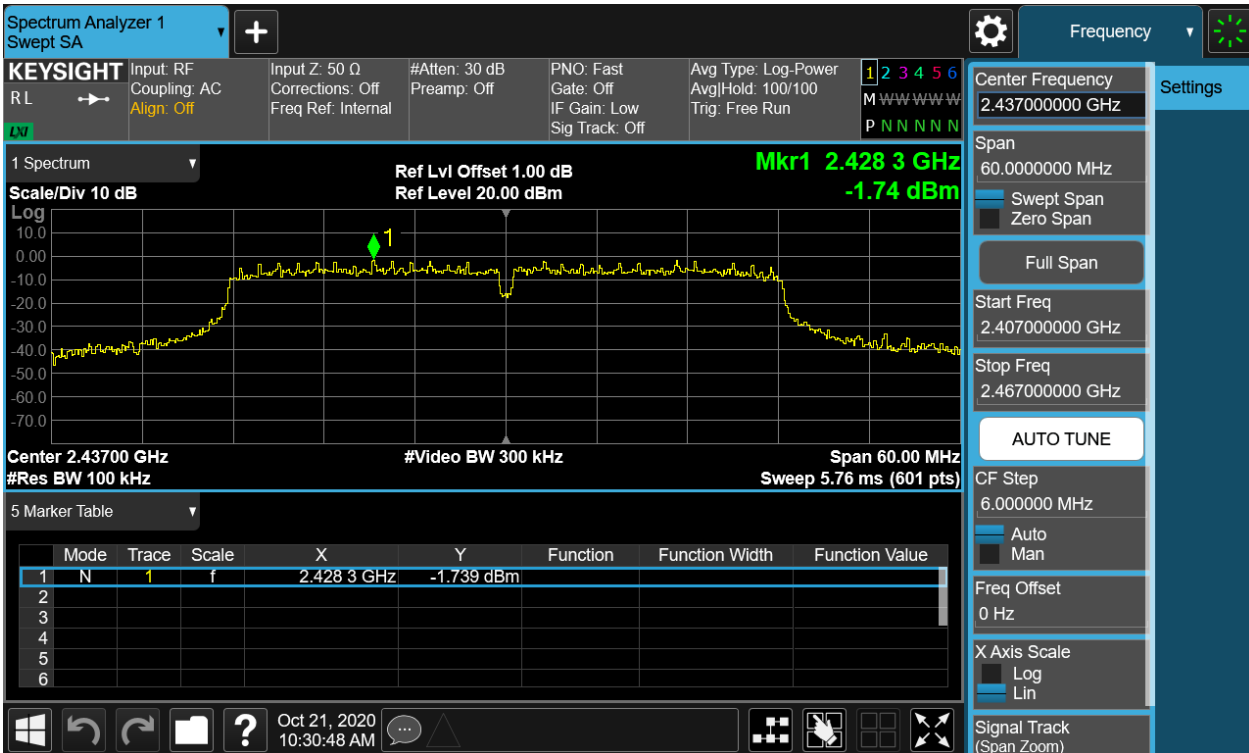 Spectrum Analyzer 1
Swept SA
Frequency
KEYSIGHT
RL
LXI
Input: RF
Coupling: AC
Align: Off
Input Z: 50 Ω
Corrections: Off
Freq Ref: Internal
#Atten: 30 dB
Preamp: Off
PNO: Fast
Gate: Off
IF Gain: Low
Sig Track: Off
Avg Type: Log-Power
Avg|Hold: 100/100
Trig: Free Run
1 2 3 4 5 6
M W W W W W
P N N N N N
1 Spectrum
Scale/Div 10 dB
Ref Lvl Offset 1.00 dB
Ref Level 20.00 dBm
Mkr1 2.428 3 GHz
-1.74 dBm
Log
10.0
0.00
-10.0
-20.0
-30.0
-40.0
-50.0
-60.0
-70.0
1
Center 2.43700 GHz
#Res BW 100 kHz
#Video BW 300 kHz
Span 60.00 MHz
Sweep 5.76 ms (601 pts)
5 Marker Table
Mode Trace Scale X Y Function Function Width Function Value
1 N 1 f 2.428 3 GHz -1.739 dBm
2
3
4
5
6
Oct 21, 2020
10:30:48 AM
Settings
Center Frequency
2.437000000 GHz
Span
60.0000000 MHz
Swept Span
Zero Span
Full Span
Start Freq
2.407000000 GHz
Stop Freq
2.467000000 GHz
AUTO TUNE
CF Step
6.000000 MHz
Auto
Man
Freq Offset
0 Hz
X Axis Scale
Log
Lin
Signal Track
(Span Zoom)